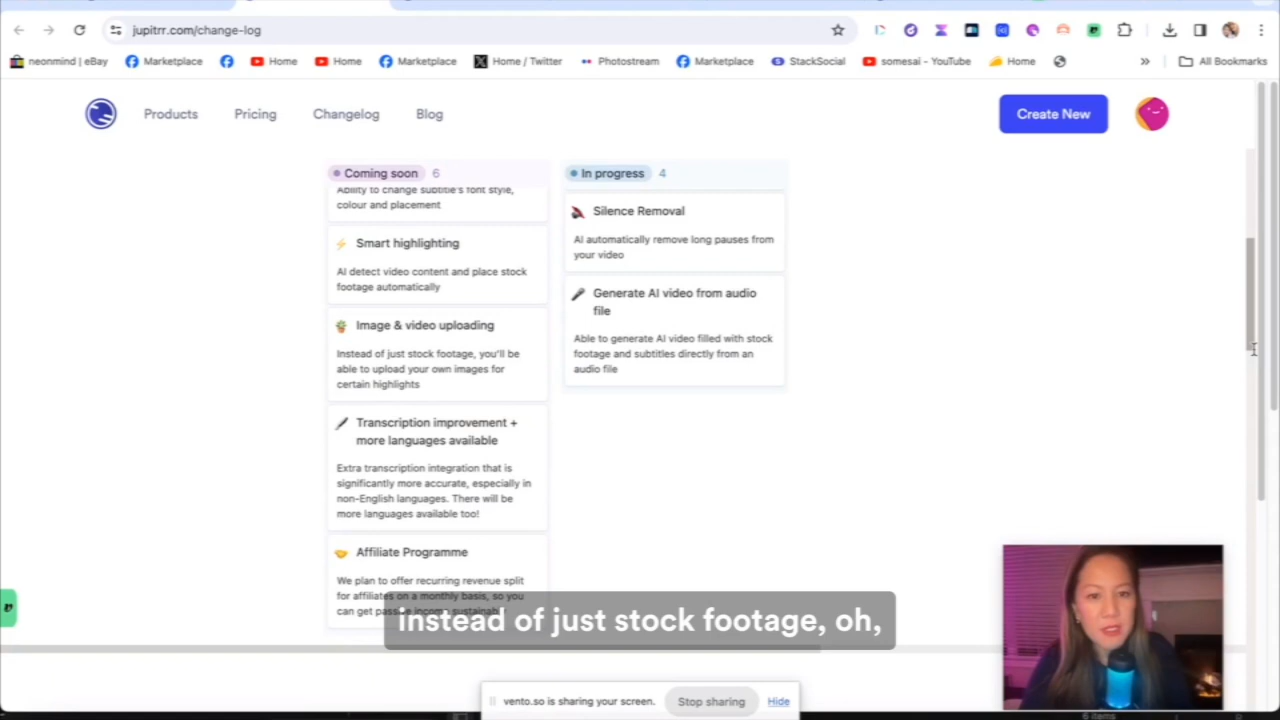 jupitrr.com/change-log
neonmind | eBay
Marketplace
Home
Home
Marketplace
Home / Twitter
Photostream
Marketplace
StackSocial
somesai - YouTube
Home
»
All Bookmarks
Products
Pricing
Changelog
Blog
Create New
Coming soon 6
Ability to change subtitle's font style,
colour and placement
Smart highlighting
AI detect video content and place stock
footage automatically
Image & video uploading
Instead of just stock footage, you'll be
able to upload your own images for
certain highlights
Transcription improvement +
more languages available
Extra transcription integration that is
significantly more accurate, especially in
non-English languages. There will be
more languages available too!
Affiliate Programme
We plan to offer recurring revenue split
for affiliates on a monthly basis, so you
can get passive income sustainably
In progress 4
Silence Removal
AI automatically remove long pauses from
your video
Generate AI video from audio
file
Able to generate AI video filled with stock
footage and subtitles directly from an
audio file
instead of just stock footage, oh,
vento.so is sharing your screen.
Stop sharing
Hide
6 items